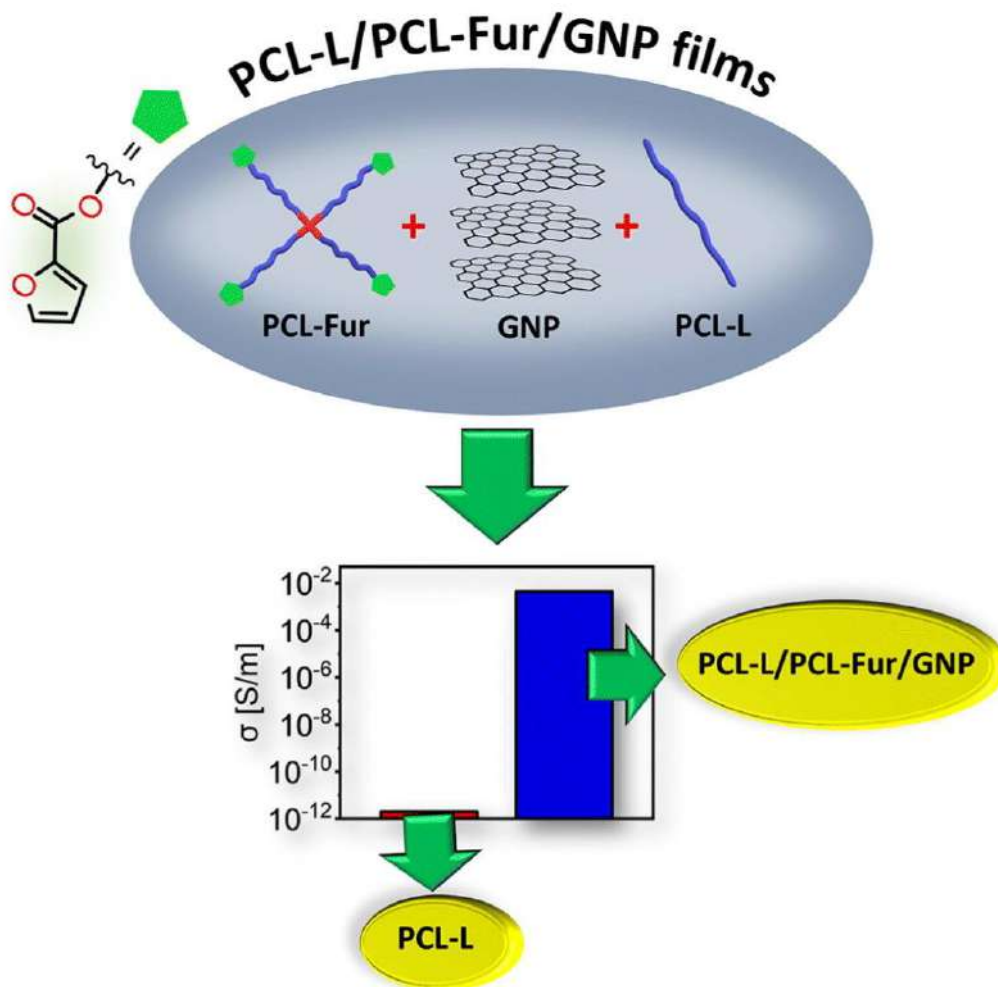 PCL-L/PCL-Fur/GNP films
=
O
O
O
+
+
PCL-Fur
GNP
PCL-L
10⁻²
10⁻⁴
10⁻⁶
10⁻⁸
10⁻¹⁰
10⁻¹²
σ [S/m]
PCL-L/PCL-Fur/GNP
PCL-L